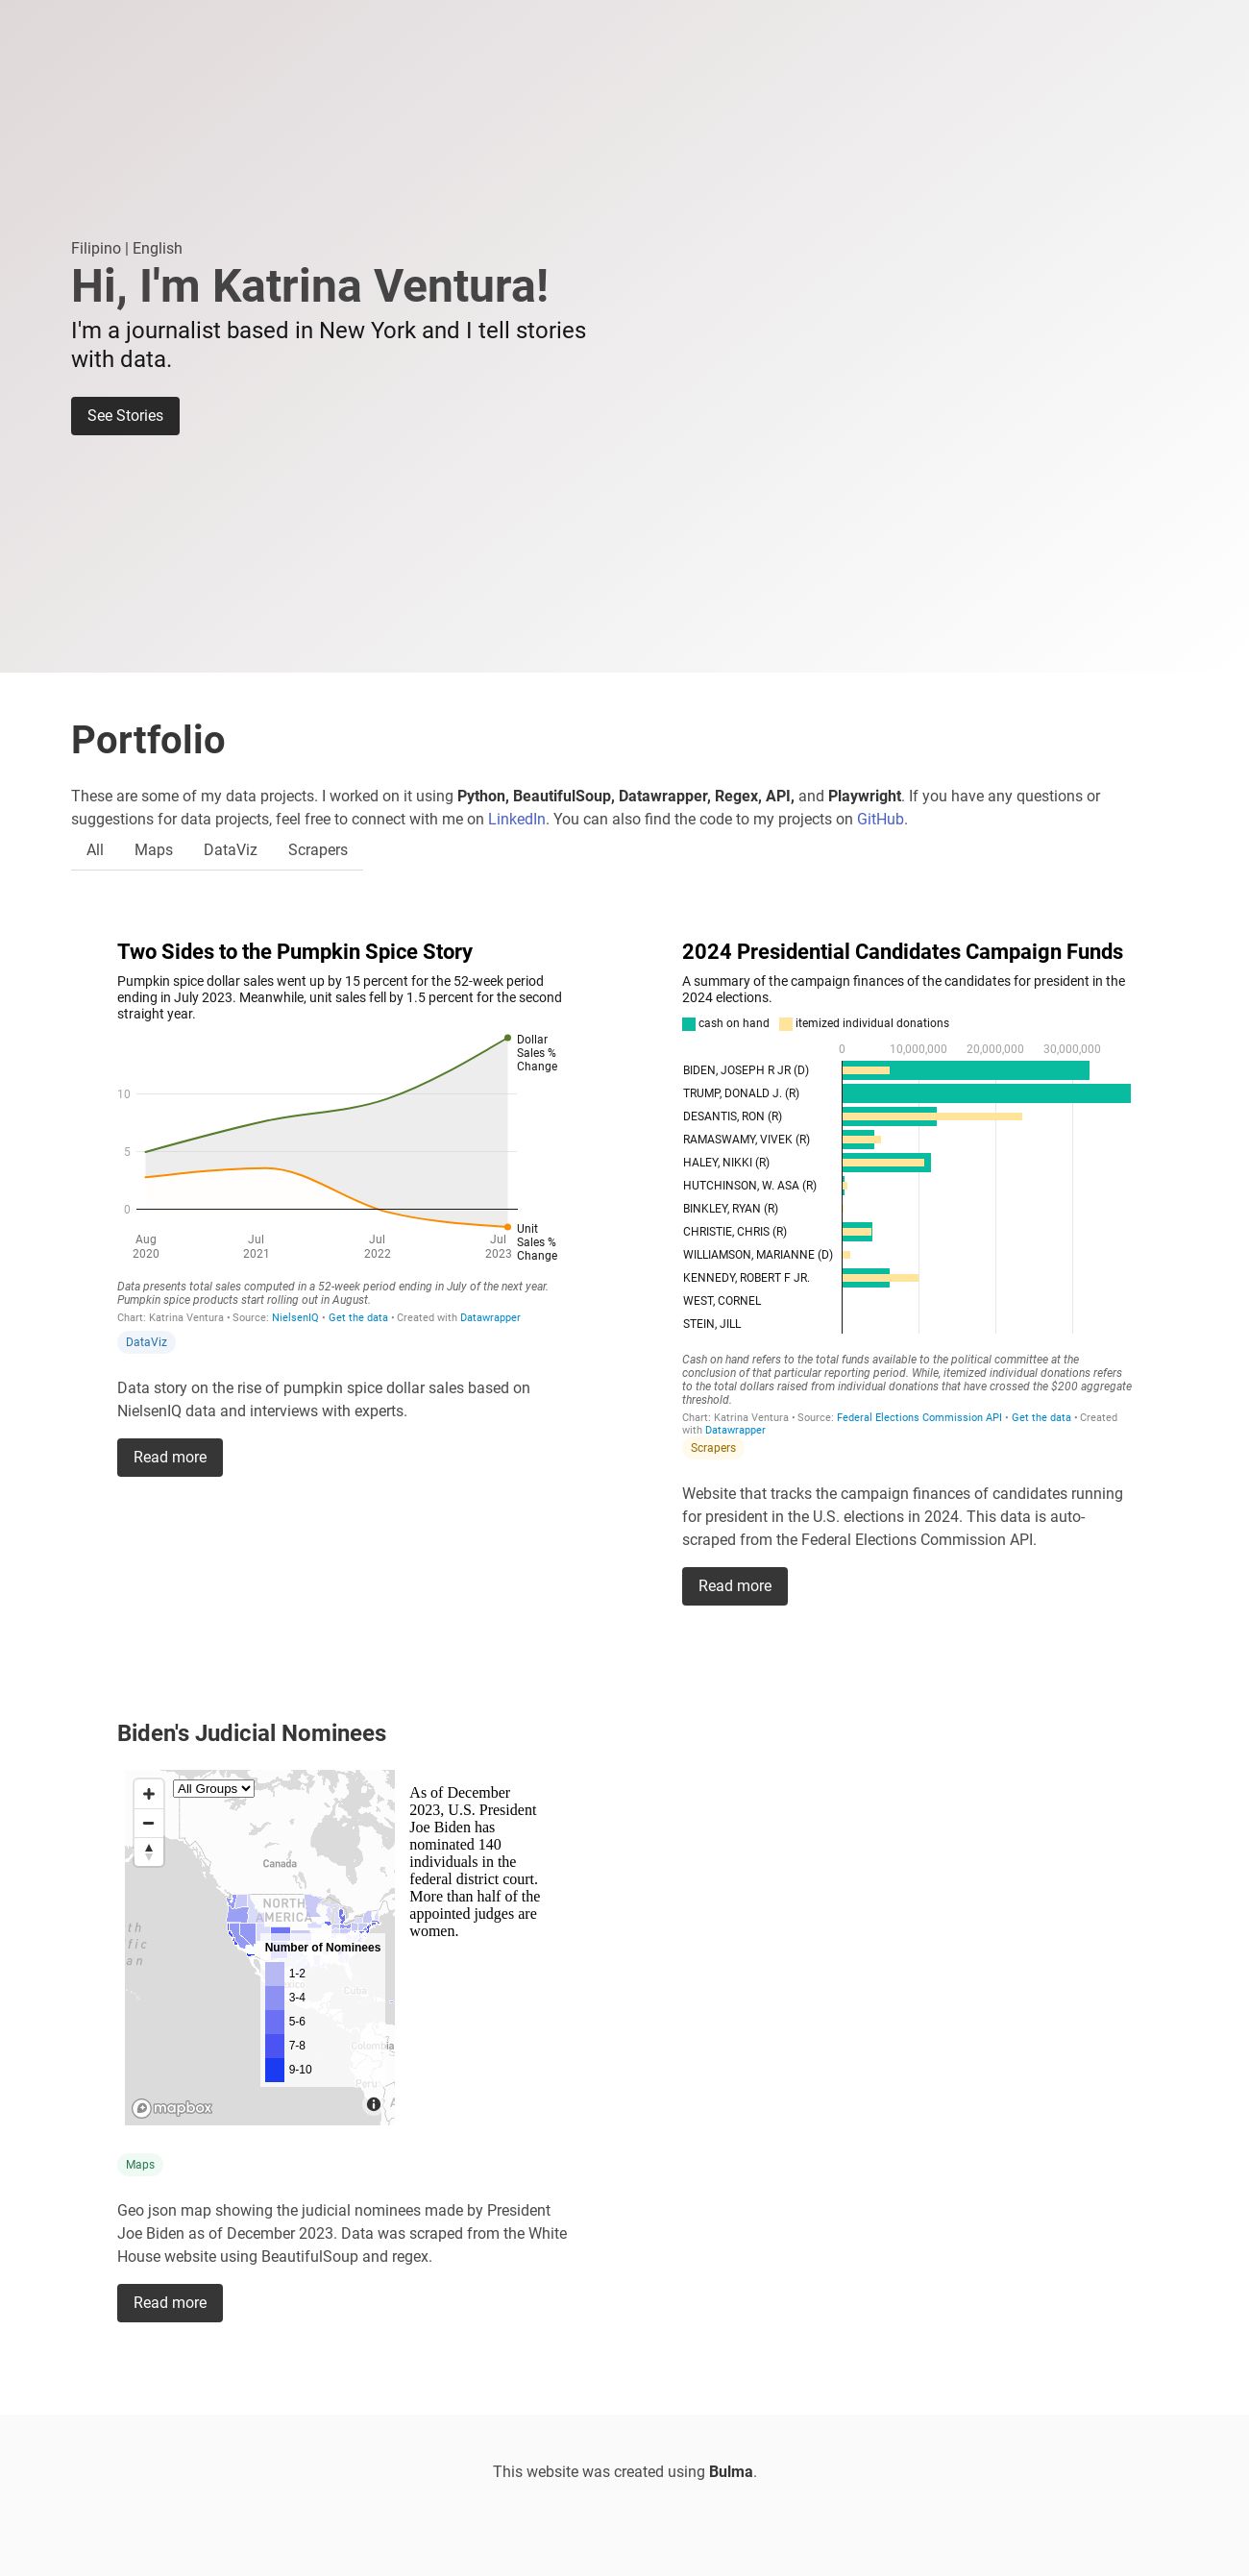 Filipino | English
Hi, I'm Katrina Ventura!
I'm a journalist based in New York and I tell stories
with data.
See Stories
Portfolio
These are some of my data projects. I worked on it using Python, BeautifulSoup, Datawrapper, Regex, API, and Playwright. If you have any questions or
suggestions for data projects, feel free to connect with me on LinkedIn. You can also find the code to my projects on GitHub.
All Maps DataViz Scrapers
Two Sides to the Pumpkin Spice Story
Pumpkin spice dollar sales went up by 15 percent for the 52-week period
ending in July 2023. Meanwhile, unit sales fell by 1.5 percent for the second
straight year.
Dollar
Sales %
Change
10
5
0
Unit
Sales %
Change
Aug Jul Jul Jul
2020 2021 2022 2023
Data presents total sales computed in a 52-week period ending in July of the next year.
Pumpkin spice products start rolling out in August.
Chart: Katrina Ventura • Source: NielsenIQ • Get the data • Created with Datawrapper
DataViz
Data story on the rise of pumpkin spice dollar sales based on
NielsenIQ data and interviews with experts.
Read more
2024 Presidential Candidates Campaign Funds
A summary of the campaign finances of the candidates for president in the
2024 elections.
cash on hand itemized individual donations
0 10,000,000 20,000,000 30,000,000
BIDEN, JOSEPH R JR (D)
TRUMP, DONALD J. (R)
DESANTIS, RON (R)
RAMASWAMY, VIVEK (R)
HALEY, NIKKI (R)
HUTCHINSON, W. ASA (R)
BINKLEY, RYAN (R)
CHRISTIE, CHRIS (R)
WILLIAMSON, MARIANNE (D)
KENNEDY, ROBERT F JR.
WEST, CORNEL
STEIN, JILL
Cash on hand refers to the total funds available to the political committee at the
conclusion of that particular reporting period. While, itemized individual donations refers
to the total dollars raised from individual donations that have crossed the $200 aggregate
threshold.
Chart: Katrina Ventura • Source: Federal Elections Commission API • Get the data • Created
with Datawrapper
Scrapers
Website that tracks the campaign finances of candidates running
for president in the U.S. elections in 2024. This data is auto-
scraped from the Federal Elections Commission API.
Read more
Biden's Judicial Nominees
All Groups
Canada
NORTH
AMERICA
Number of Nominees
1-2
3-4
5-6
7-8
9-10
Cuba
Colombia
Peru
mapbox
As of December
2023, U.S. President
Joe Biden has
nominated 140
individuals in the
federal district court.
More than half of the
appointed judges are
women.
Maps
Geo json map showing the judicial nominees made by President
Joe Biden as of December 2023. Data was scraped from the White
House website using BeautifulSoup and regex.
Read more
This website was created using Bulma.